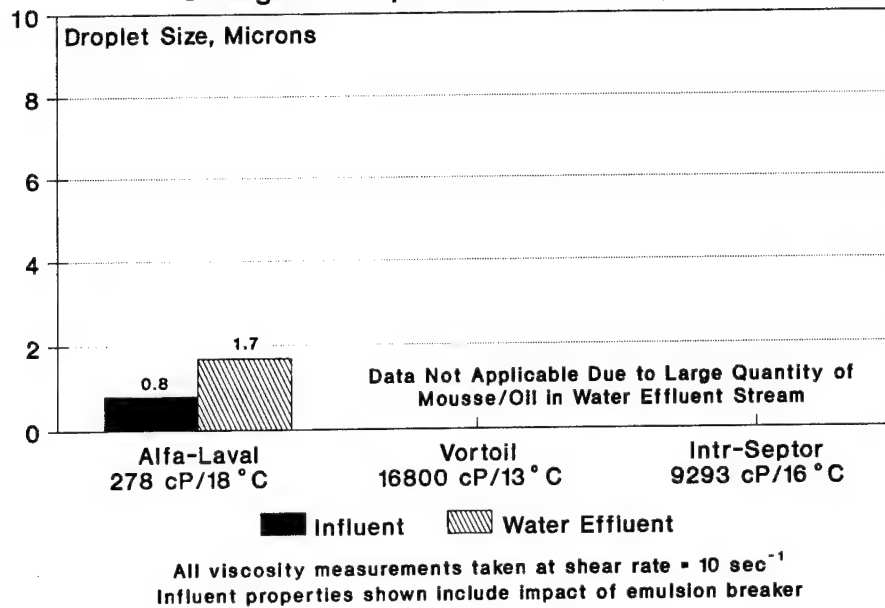 10
Droplet Size, Microns
8
6
4
2
0
0.8
1.7
Data Not Applicable Due to Large Quantity of
Mousse/Oil in Water Effluent Stream
Alfa-Laval
278 cP/18 °C
Vortoil
16800 cP/13 °C
Intr-Septor
9293 cP/16 °C
Influent
Water Effluent
All viscosity measurements taken at shear rate = 10 sec⁻¹
Influent properties shown include impact of emulsion breaker